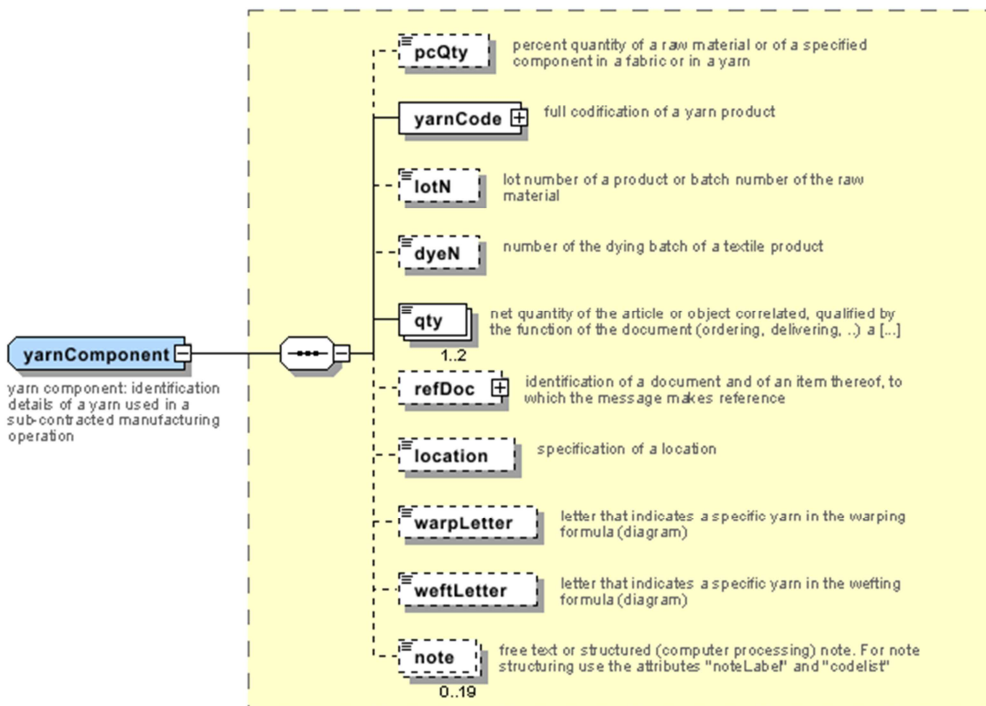 pcQty
percent quantity of a raw material or of a specified
component in a fabric or in a yarn
yarnCode
full codification of a yarn product
lotN
lot number of a product or batch number of the raw
material
dyeN
number of the dying batch of a textile product
qty
net quantity of the article or object correlated, qualified by
the function of the document (ordering, delivering, ..) a [...]
1..2
yarnComponent
yarn component: identification
details of a yarn used in a
sub-contracted manufacturing
operation
refDoc
identification of a document and of an item thereof, to
which the message makes reference
location
specification of a location
warpLetter
letter that indicates a specific yarn in the warping
formula (diagram)
weftLetter
letter that indicates a specific yarn in the wefting
formula (diagram)
note
free text or structured (computer processing) note. For note
structuring use the attributes "noteLabel" and "codelist"
0..19